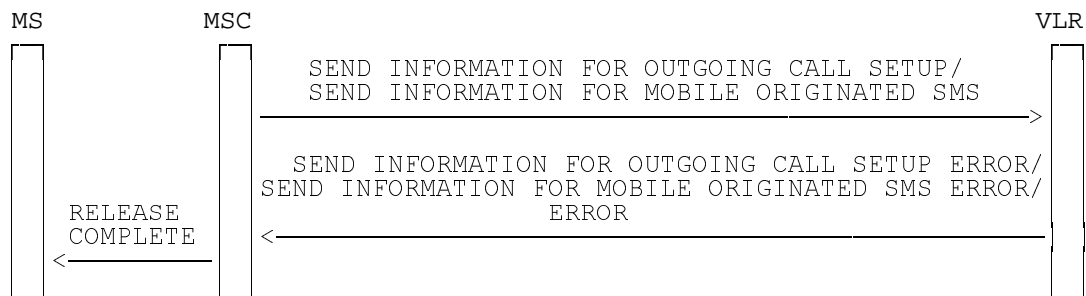 MS MSC VLR
SEND INFORMATION FOR OUTGOING CALL SETUP/
SEND INFORMATION FOR MOBILE ORIGINATED SMS
SEND INFORMATION FOR OUTGOING CALL SETUP ERROR/
SEND INFORMATION FOR MOBILE ORIGINATED SMS ERROR/
ERROR
RELEASE
COMPLETE